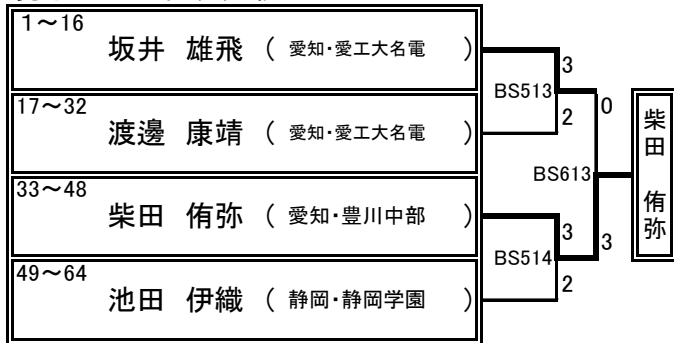 1～16
坂井 雄飛 ( 愛知・愛工大名電 )
17～32
渡邊 康靖 ( 愛知・愛工大名電 )
33～48
柴田 侑弥 ( 愛知・豊川中部 )
49～64
池田 伊織 ( 静岡・静岡学園 )
3
BS513
2
0
BS613
3
BS514
2
3
柴田 侑弥